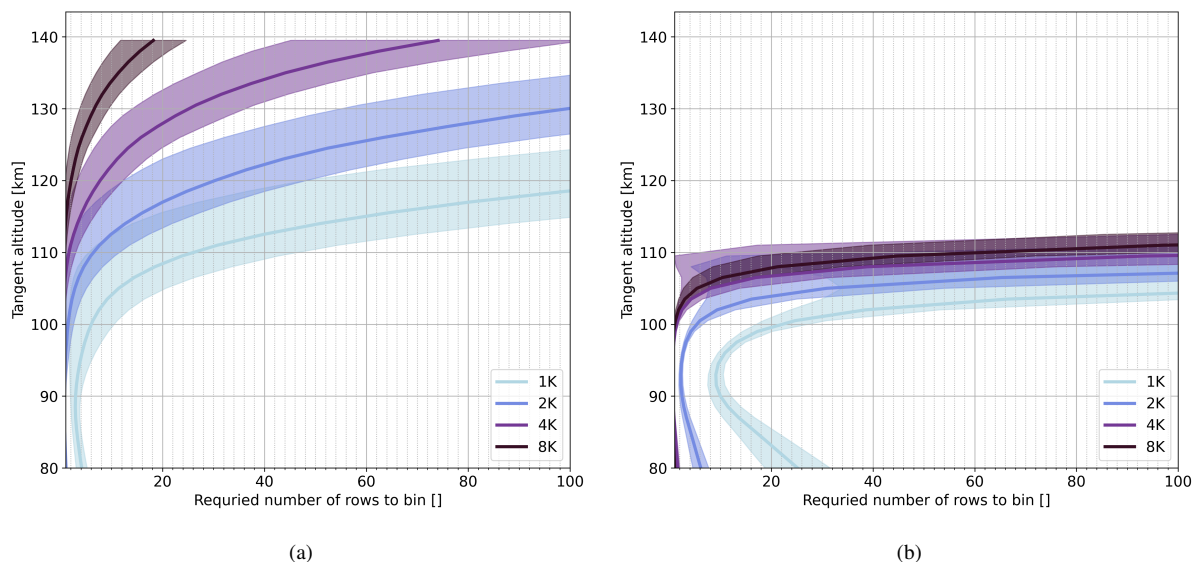 140
130
120
110
100
90
80
Tangent altitude [km]
20
40
60
80
100
Requried number of rows to bin []
1K
2K
4K
8K
(a)
140
130
120
110
100
90
80
Tangent altitude [km]
20
40
60
80
100
Requried number of rows to bin []
1K
2K
4K
8K
(b)